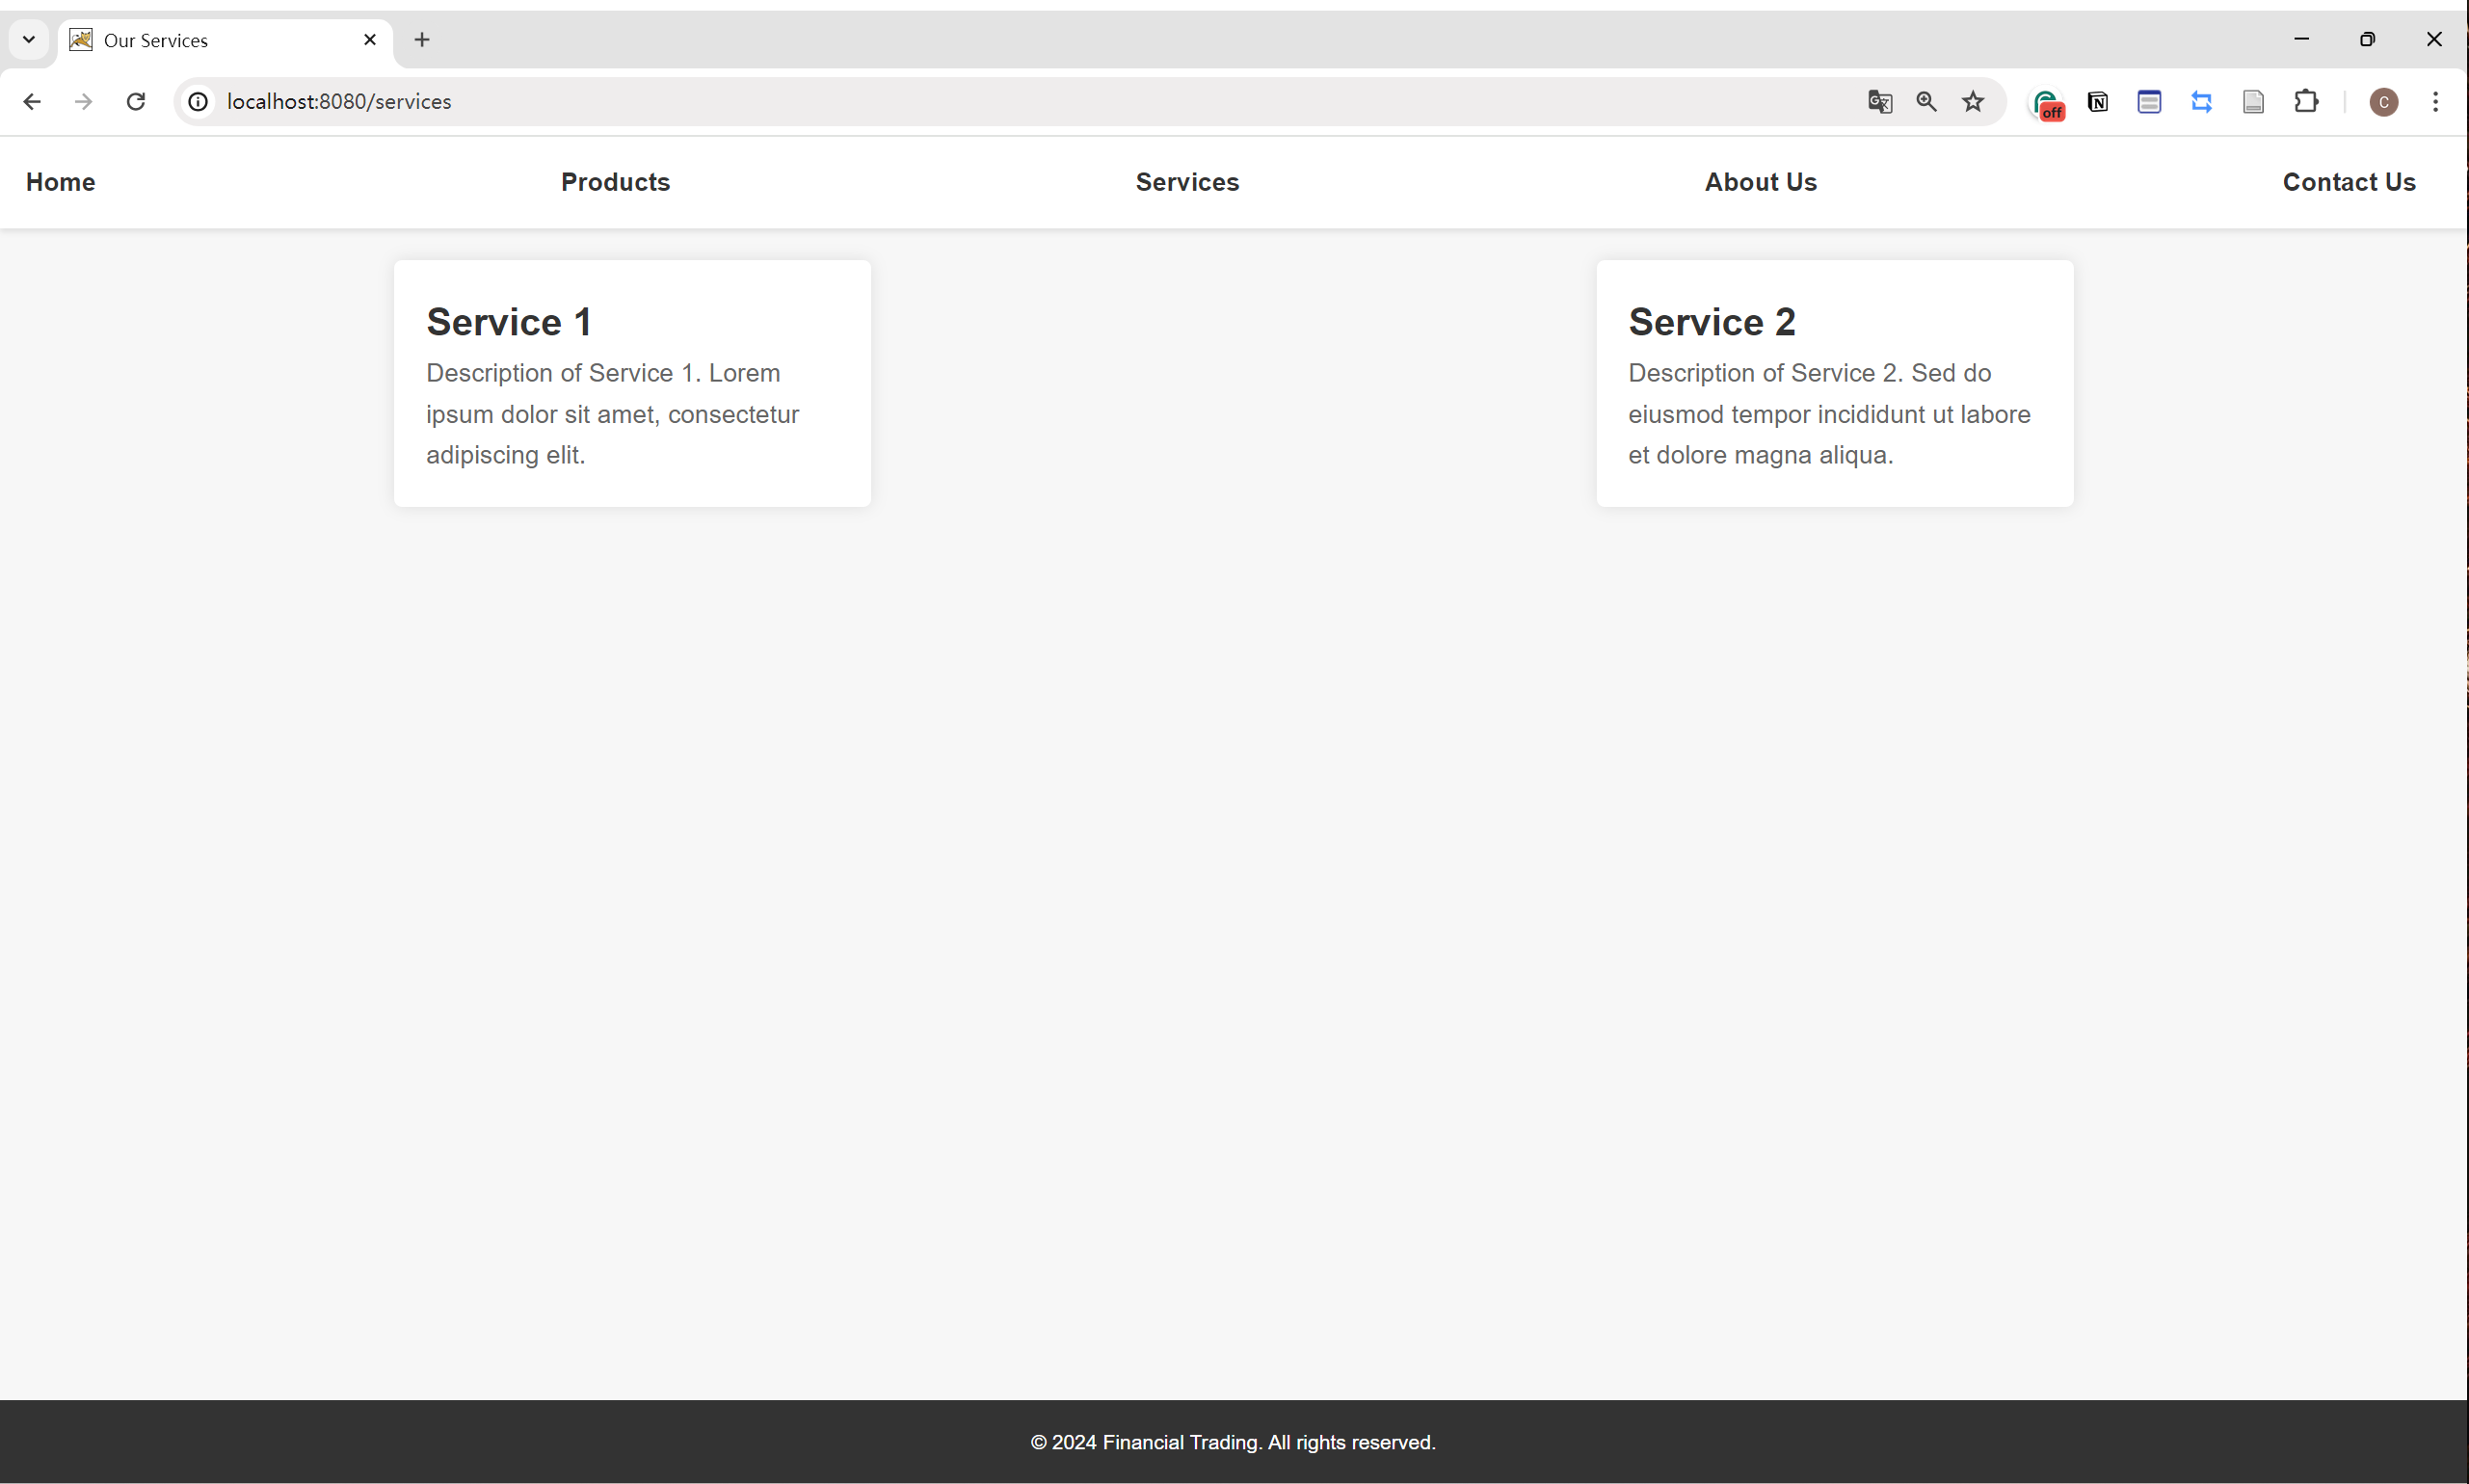 Our Services
localhost:8080/services
off
C
Home Products Services About Us Contact Us
Service 1
Description of Service 1. Lorem
ipsum dolor sit amet, consectetur
adipiscing elit.
Service 2
Description of Service 2. Sed do
eiusmod tempor incididunt ut labore
et dolore magna aliqua.
© 2024 Financial Trading. All rights reserved.